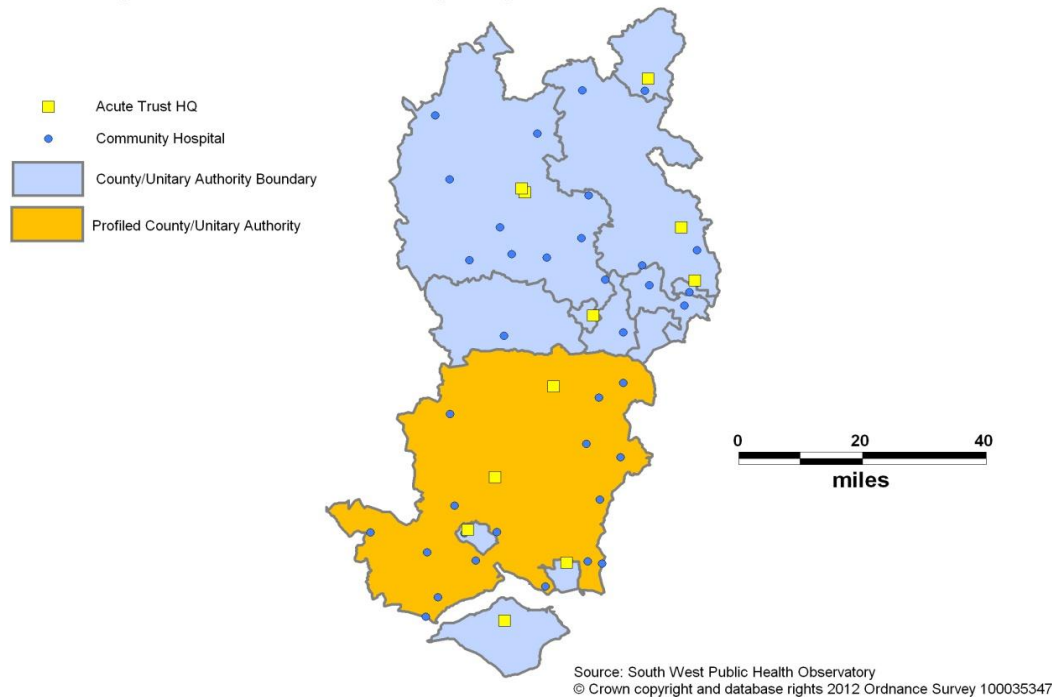 Acute Trust HQ
Community Hospital
County/Unitary Authority Boundary
Profiled County/Unitary Authority
0 20 40
miles
Source: South West Public Health Observatory
© Crown copyright and database rights 2012 Ordnance Survey 100035347